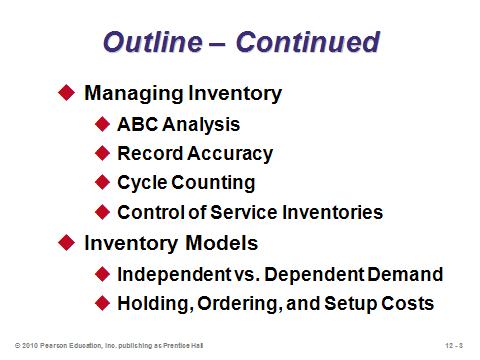 Outline – Continued
Managing Inventory
ABC Analysis
Record Accuracy
Cycle Counting
Control of Service Inventories
Inventory Models
Independent vs. Dependent Demand
Holding, Ordering, and Setup Costs
© 2010 Pearson Education, Inc. publishing as Prentice Hall
12 - 3